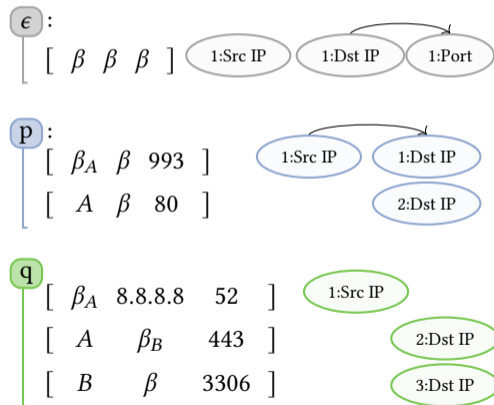 ϵ :
[ β β β ] 1:Src IP 1:Dst IP 1:Port
p :
[ β_A β 993 ] 1:Src IP 1:Dst IP
[ A β 80 ] 2:Dst IP
q
[ β_A 8.8.8.8 52 ] 1:Src IP
[ A β_B 443 ] 2:Dst IP
[ B β 3306 ] 3:Dst IP